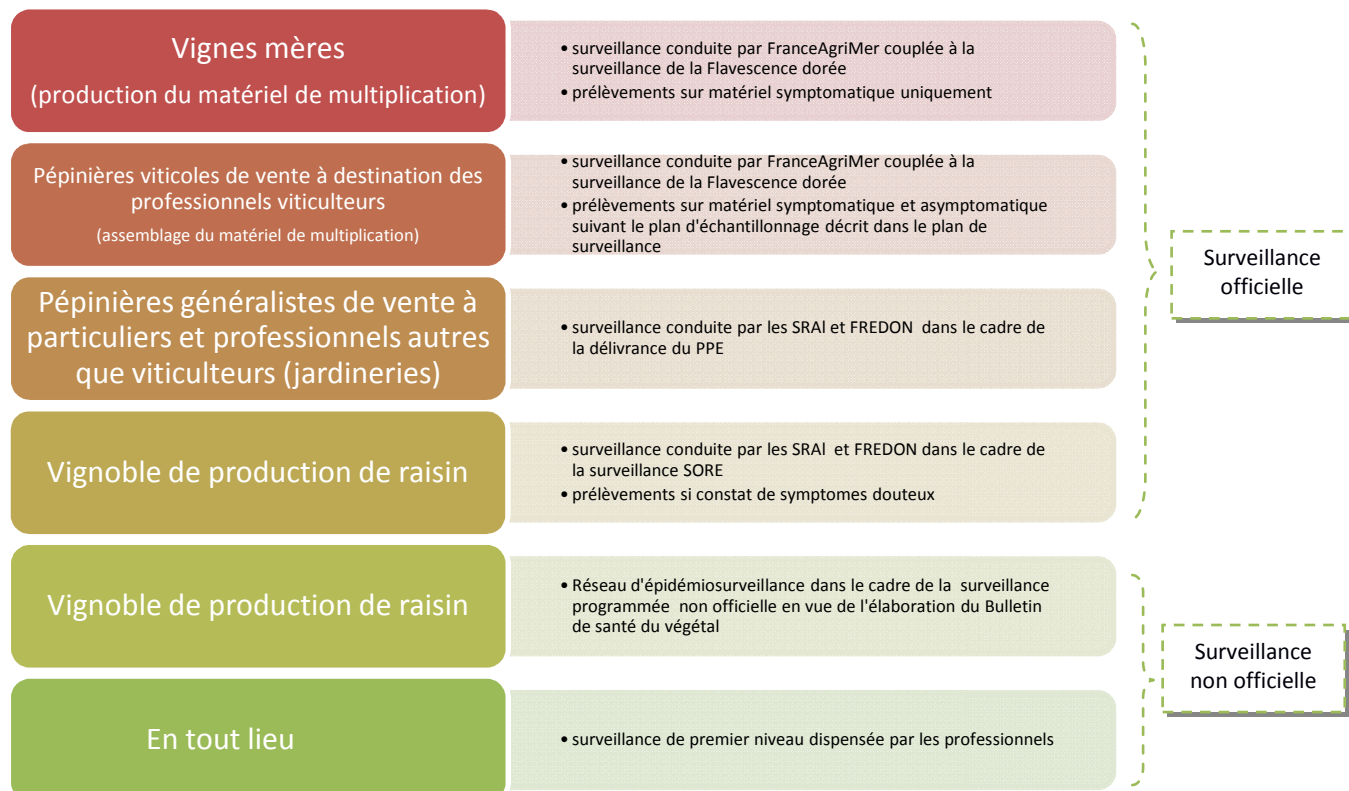 Vignes mères
(production du matériel de multiplication)
• surveillance conduite par FranceAgriMer couplée à la
surveillance de la Flavescence dorée
• prélèvements sur matériel symptomatique uniquement
Pépinières viticoles de vente à destination des
professionnels viticulteurs
(assemblage du matériel de multiplication)
• surveillance conduite par FranceAgriMer couplée à la
surveillance de la Flavescence dorée
• prélèvements sur matériel symptomatique et asymptomatique
suivant le plan d'échantillonnage décrit dans le plan de
surveillance
Pépinières généralistes de vente à
particuliers et professionnels autres
que viticulteurs (jardineries)
• surveillance conduite par les SRAl et FREDON dans le cadre de
la délivrance du PPE
Vignoble de production de raisin
• surveillance conduite par les SRAl et FREDON dans le cadre de
la surveillance SORE
• prélèvements si constat de symptomes douteux
Surveillance
officielle
Vignoble de production de raisin
• Réseau d'épidémiosurveillance dans le cadre de la surveillance
programmée non officielle en vue de l'élaboration du Bulletin
de santé du végétal
En tout lieu
• surveillance de premier niveau dispensée par les professionnels
Surveillance
non officielle